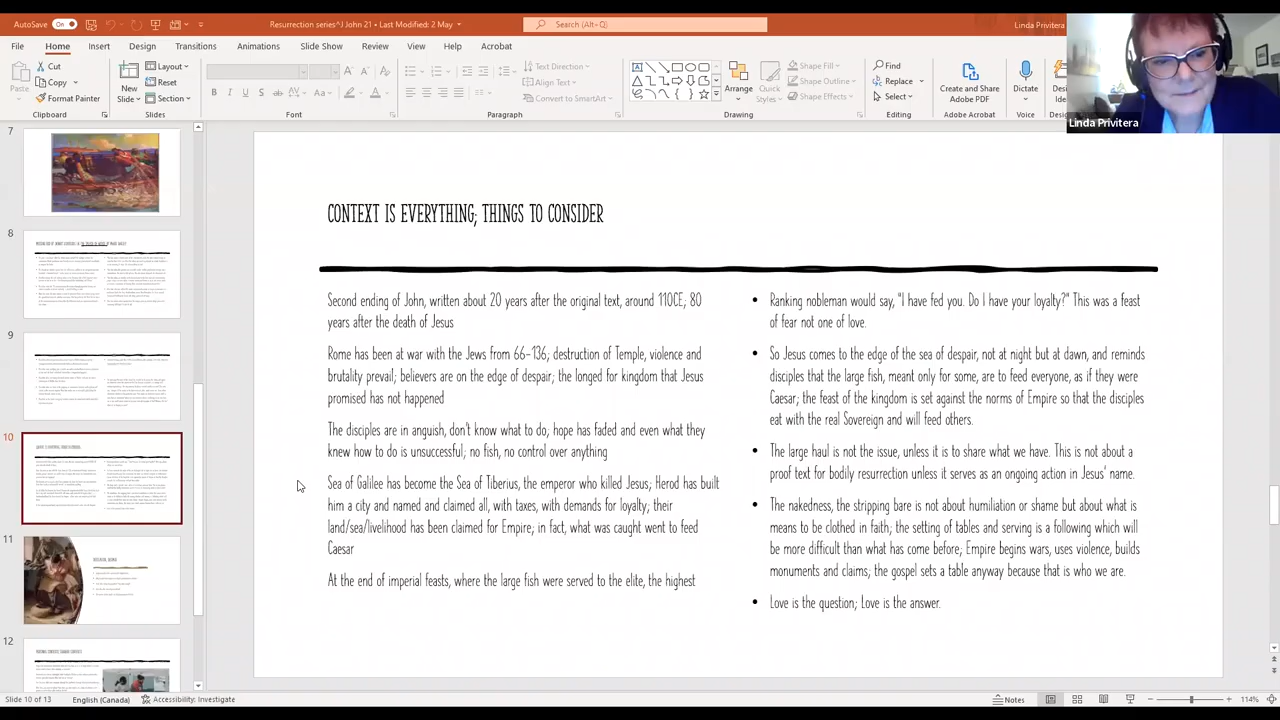 AutoSave On
Resurrection series^J John 21 • Last Modified: 2 May
Search (Alt+Q)
Linda Privitera
File Home Insert Design Transitions Animations Slide Show Review View Help Acrobat
Paste
Cut
Copy
Format Painter
Clipboard
New Slide
Layout
Reset
Section
Slides
Font
Text Direction
Align Text
Convert to SmartArt
Paragraph
Arrange
Quick Styles
Shape Fill
Shape Outline
Shape Effects
Drawing
Find
Replace
Select
Editing
Create and Share Adobe PDF
Adobe Acrobat
Dictate
Voice
Linda Privitera
7
8
9
10
11
12
CONTEXT IS EVERYTHING; THINGS TO CONSIDER
Second ending of John, written about 20 years after the original text, around 110CE; 80
years after the death of Jesus
Rome has been at war with the Jews from 66-136; destruction of Temple, violence and
brutality prevail; believers are on the edge of despair- the longed for kingdom that Jesus
promised has not happened
The disciples are in anguish, don't know what to do; hope has faded and even what they
knew how to do is unsuccessful; no fish, no control over anything
Sea of Galilee has become the Sea of Tiberius, the emperor who killed Jesus; Herod has built
him a city and named and claimed all, with taxes, with demands for loyalty; their
land/sea/livelihood has been claimed for Empire; in fact, what was caught went to feed
Caesar
At the end of imperial feasts, where the large fish were served to the elite, the highest
• Ranking nobleman would say, "I have fed you. Do I have your loyalty?" This was a feast
of fear not one of love.
• So Jesus comes to the edge of the sea of despair, not at night but at dawn, and reminds
disciples that the large fish, meant only for some, are to feed everyone, as if they were
Caesar; the feast of the kingdom is set against the norms of Empire so that the disciples
eat with the real Sovereign and will feed others.
• The large haul is not the issue, unless it is to share what we have. This is not about a
proof text of bodily resurrection unless it serves the ongoing action in Jesus' name.
• The nakedness, the stripping bare is not about humiliation or shame but about what is
means to be clothed in faith; the setting of tables and serving is a following which will
be more difficult than what has come before; Empire begins wars, uses violence, builds
monuments and claims; the gospel sets a table anyway because that is who we are.
• Love is the question; Love is the answer.
Slide 10 of 13 English (Canada) Accessibility: Investigate
Notes
114%